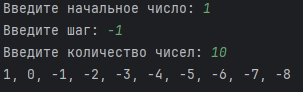 Введите начальное число: 1
Введите шаг: -1
Введите количество чисел: 10
1, 0, -1, -2, -3, -4, -5, -6, -7, -8